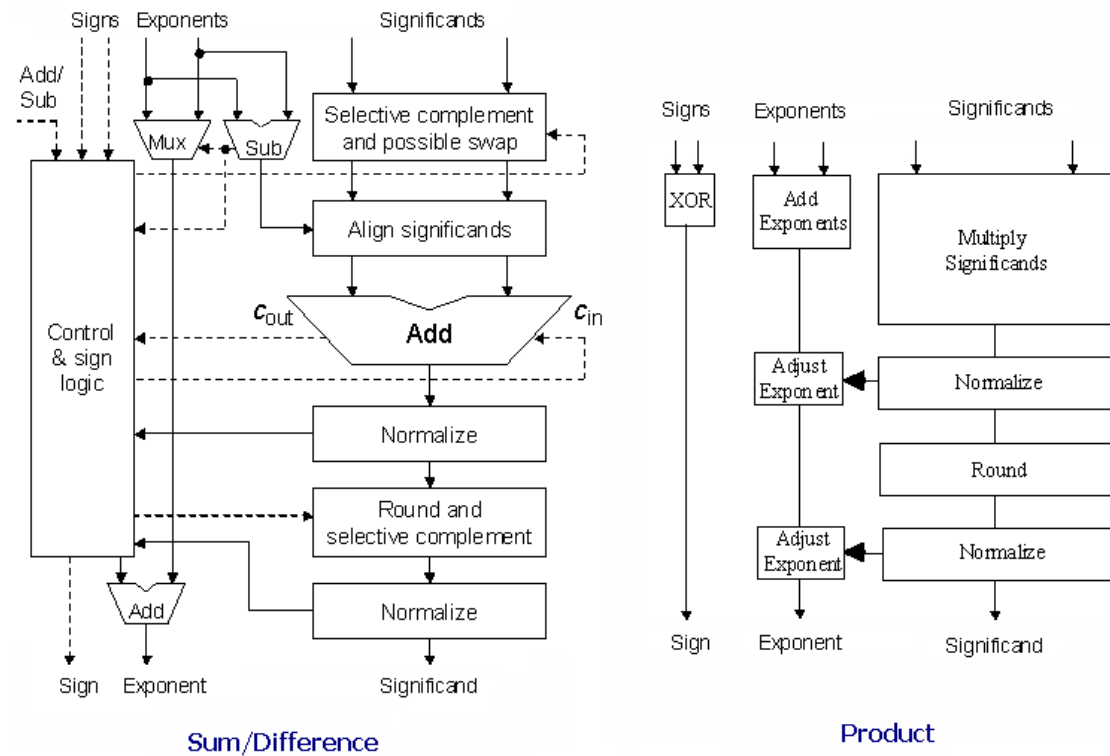 Signs Exponents Significands
Add/
Sub
Mux
Sub
Selective complement
and possible swap
Align significands
Cout
Add
Cin
Control
& sign
logic
Normalize
Round and
selective complement
Add
Normalize
Sign Exponent Significand
Sum/Difference
Signs Exponents Significands
XOR
Add
Exponents
Multiply
Significands
Adjust
Exponent
Normalize
Round
Adjust
Exponent
Normalize
Sign Exponent Significand
Product